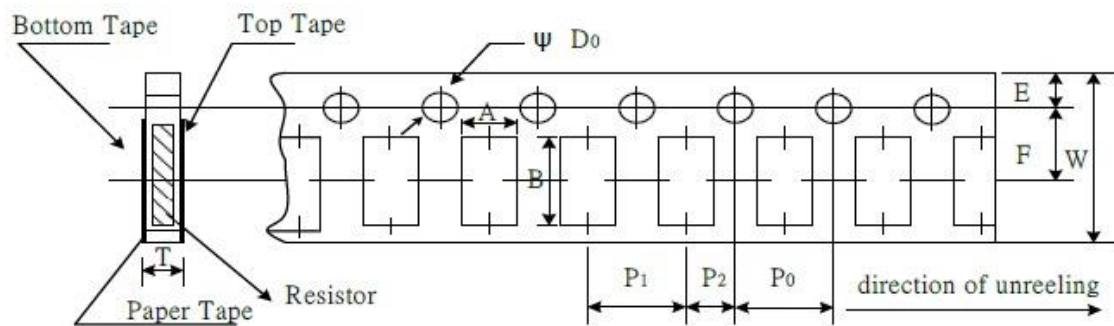 Bottom Tape
Top Tape
Ψ D0
E
A
F
W
B
T
Resistor
Paper Tape
P1
P2
P0
direction of unreeling